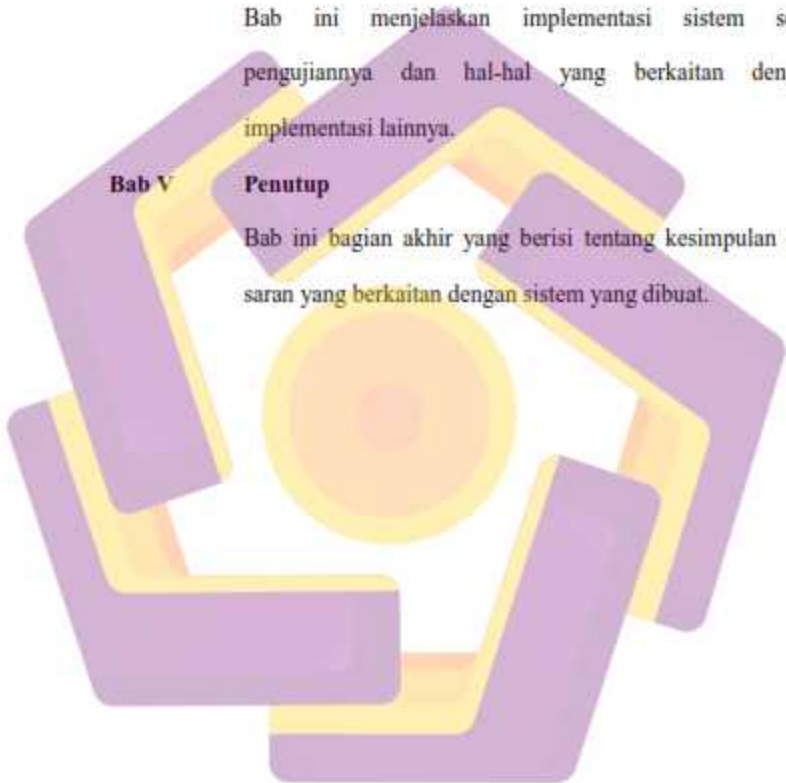 Bab ini menjelaskan implementasi sistem
pengujiannya dan hal-hal yang berkaitan
implementasi lainnya.
Bab V Penutup
Bab ini bagian akhir yang berisi tentang kesimpulan
saran yang berkaitan dengan sistem yang dibuat.